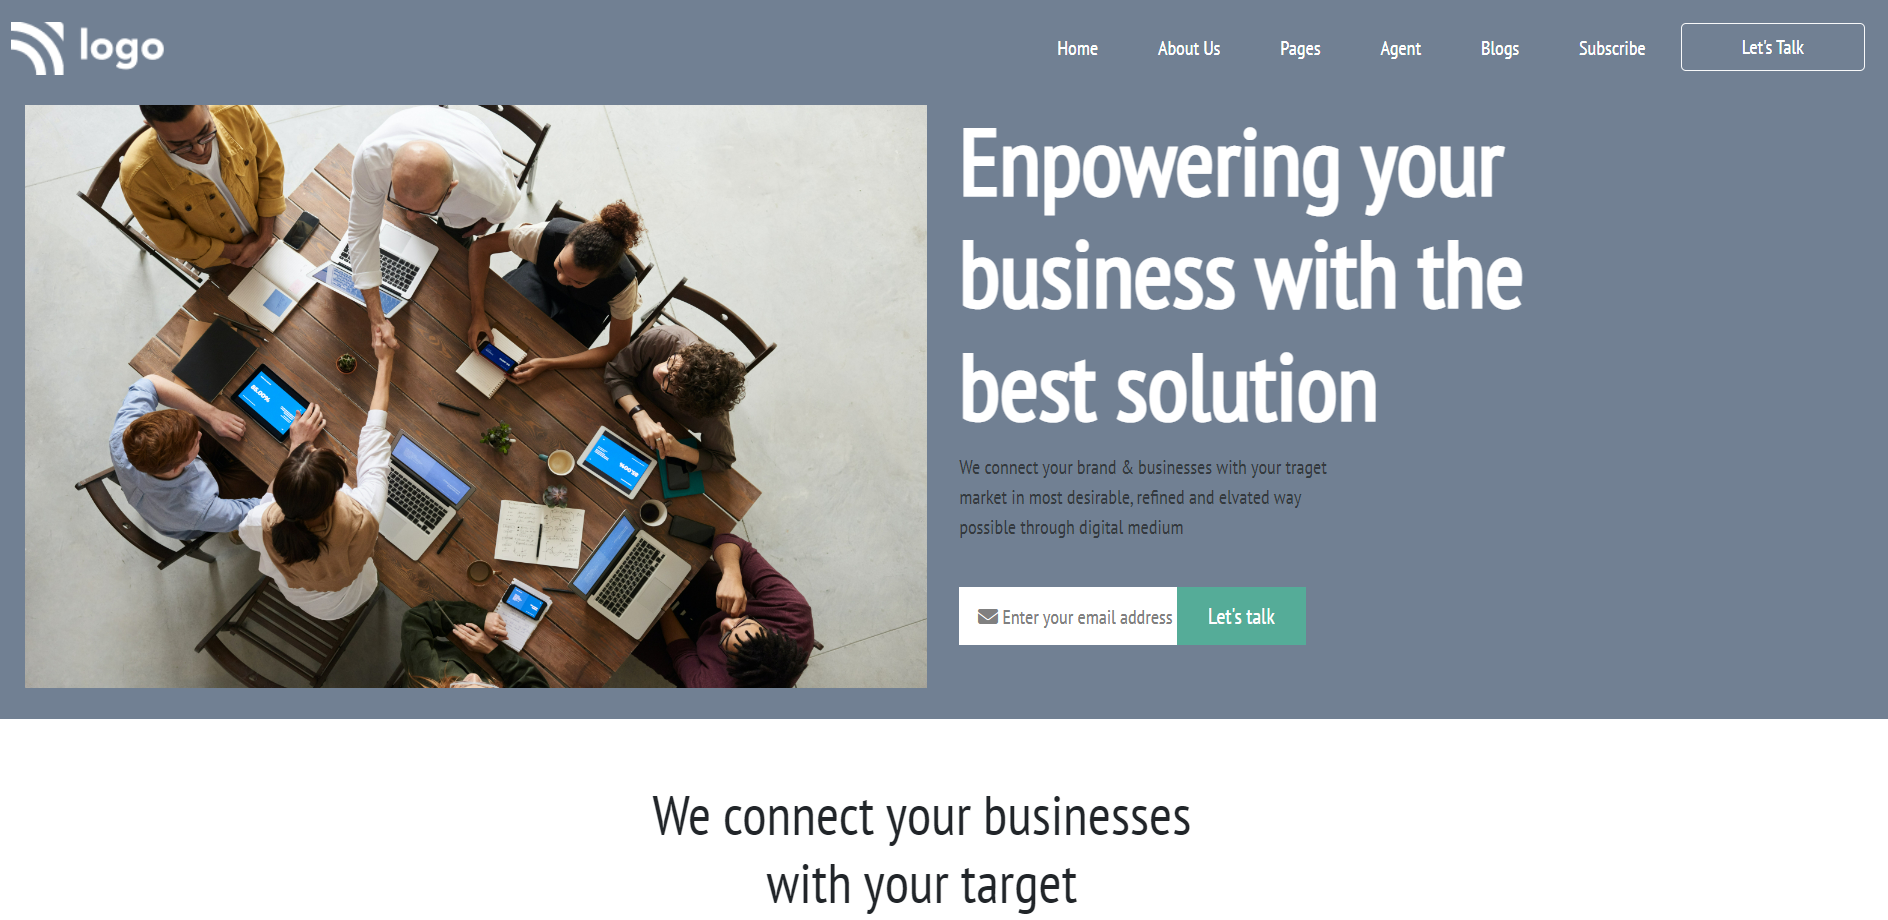 logo
Home About Us Pages Agent Blogs Subscribe Let's Talk
Enpowering your
business with the
best solution
We connect your brand & businesses with your traget
market in most desirable, refined and elvated way
possible through digital medium
Enter your email address Let's talk
We connect your businesses
with your target